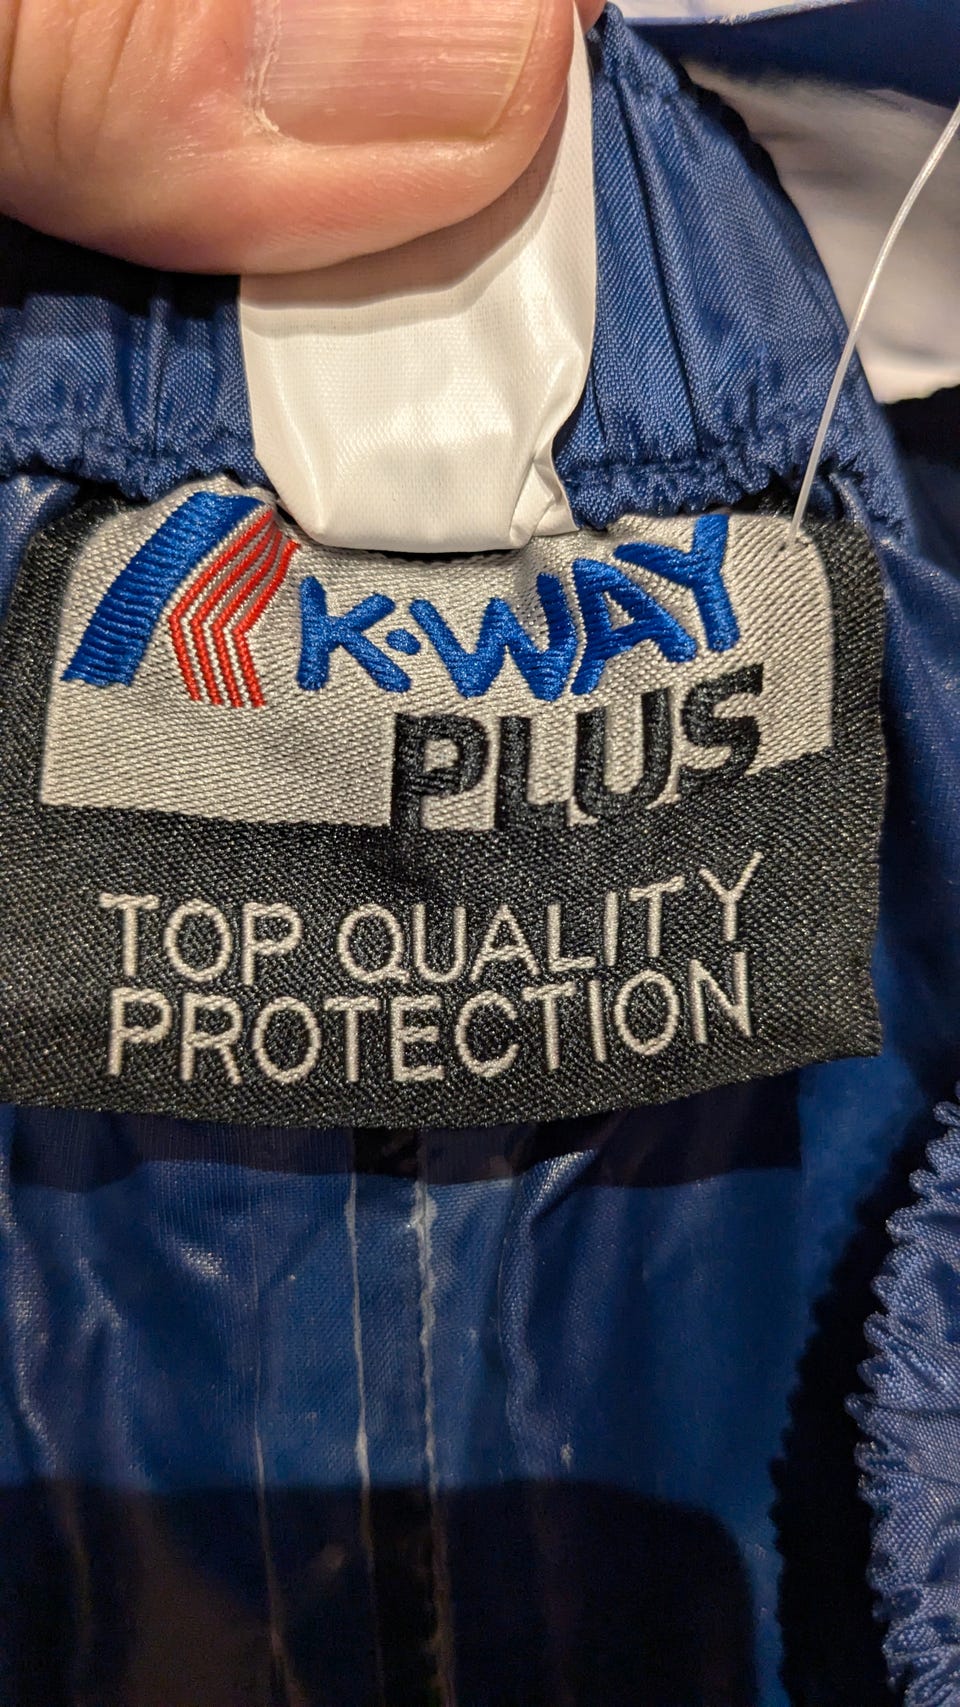 K·WAY
PLUS
TOP QUALITY
PROTECTION